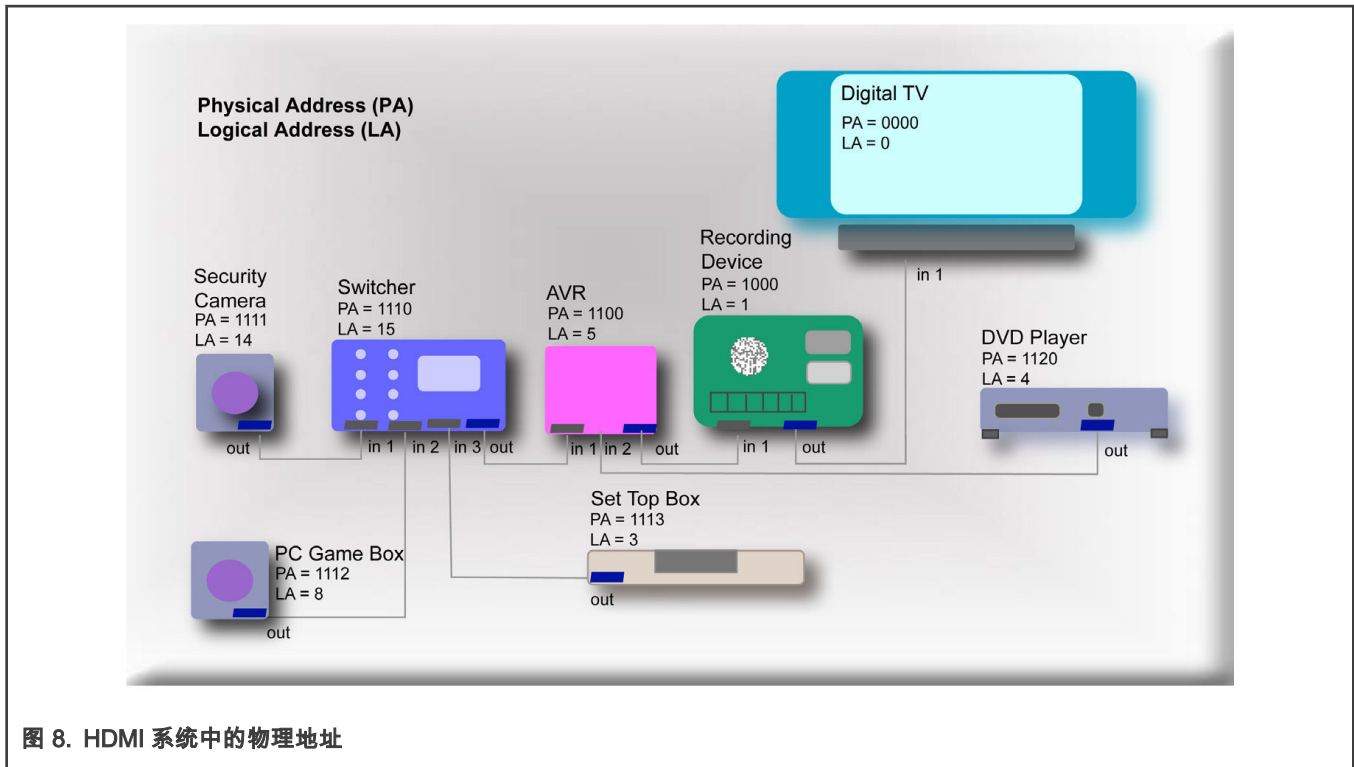 Physical Address (PA)
Logical Address (LA)
Digital TV
PA = 0000
LA = 0
in 1
Recording
Device
PA = 1000
LA = 1
in 1
out
Security
Camera
PA = 1111
LA = 14
out
Switcher
PA = 1110
LA = 15
in 1
in 2
in 3
out
AVR
PA = 1100
LA = 5
in 1
in 2
out
DVD Player
PA = 1120
LA = 4
out
Set Top Box
PA = 1113
LA = 3
out
PC Game Box
PA = 1112
LA = 8
out
图 8. HDMI 系统中的物理地址